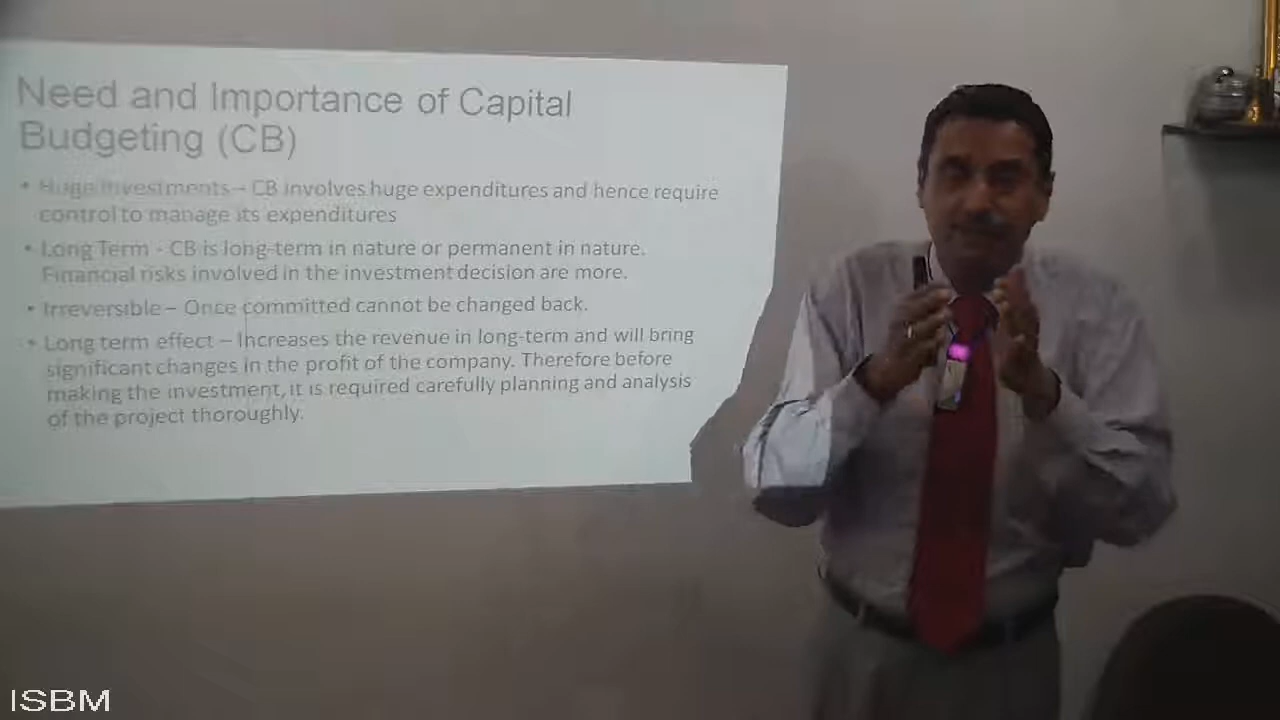 Need and Importance of Capital
Budgeting (CB)
• Huge Investments – CB involves huge expenditures and hence require
control to manage its expenditures
• Long Term - CB is long-term in nature or permanent in nature.
Financial risks involved in the investment decision are more.
• Irreversible – Once committed cannot be changed back.
• Long term effect – Increases the revenue in long-term and will bring
significant changes in the profit of the company. Therefore before
making the investment, it is required carefully planning and analysis
of the project thoroughly.
ISBM